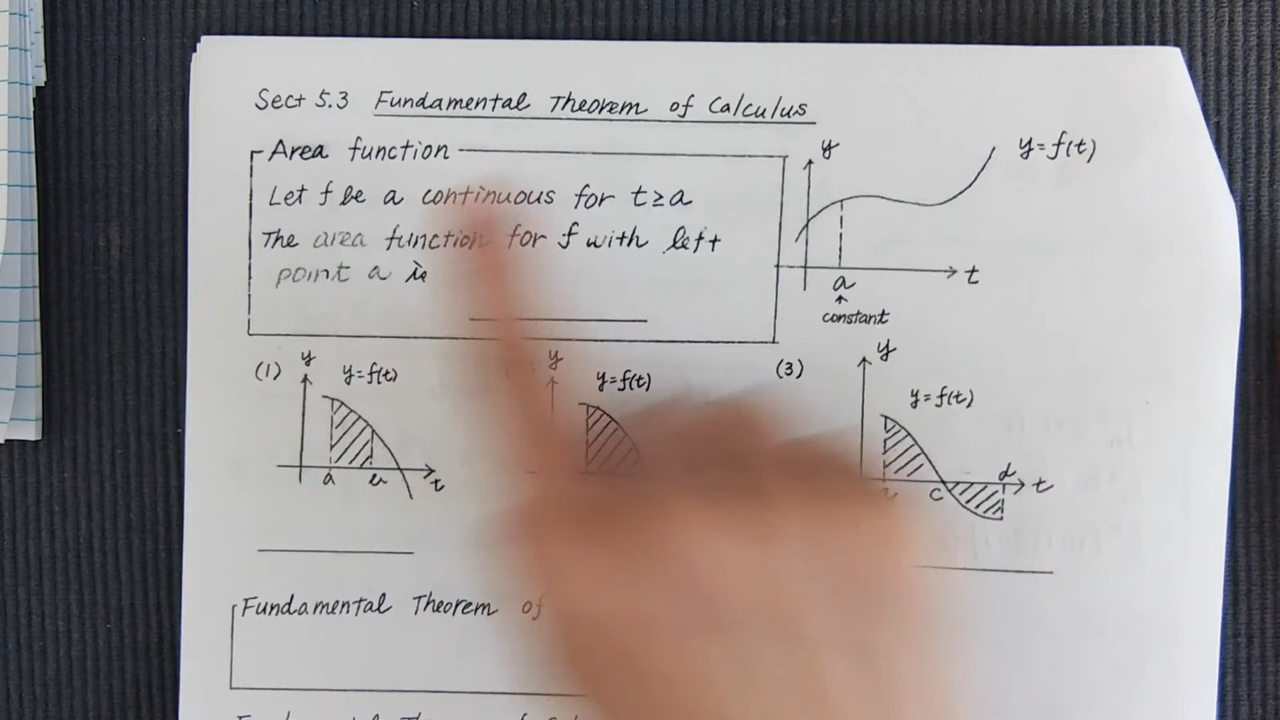 Sect 5.3 Fundamental Theorem of Calculus
Area function
Let f be a continuous for t≥a
The area function for f with left
point a is
y
y=f(t)
a
t
↑
constant
(1) y
y=f(t)
a
t
y
y=f(t)
(3) y
y=f(t)
c d t
Fundamental Theorem of